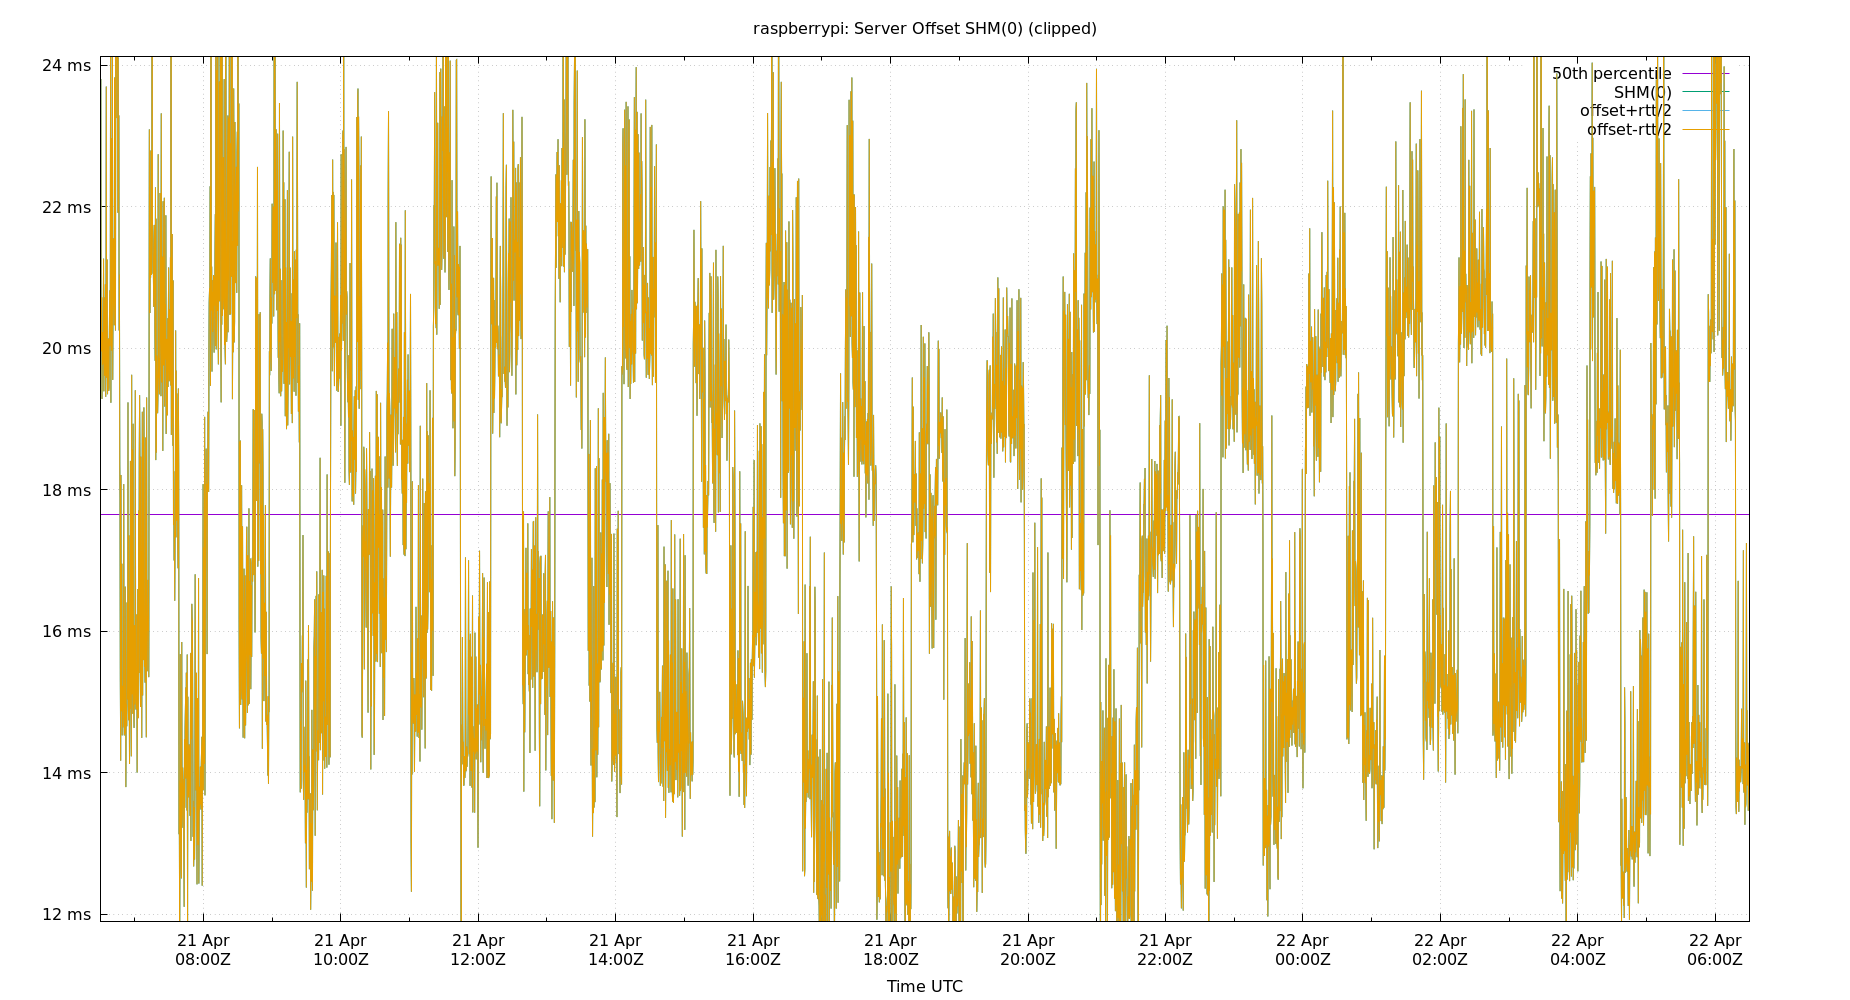 raspberrypi: Server Offset SHM(0) (clipped)
24 ms
22 ms
20 ms
18 ms
16 ms
14 ms
12 ms
50th percentile
SHM(0)
offset+rtt/2
offset-rtt/2
21 Apr 21 Apr 21 Apr 21 Apr 21 Apr 21 Apr 21 Apr 21 Apr 22 Apr 22 Apr 22 Apr 22 Apr
08:00Z 10:00Z 12:00Z 14:00Z 16:00Z 18:00Z 20:00Z 22:00Z 00:00Z 02:00Z 04:00Z 06:00Z
Time UTC